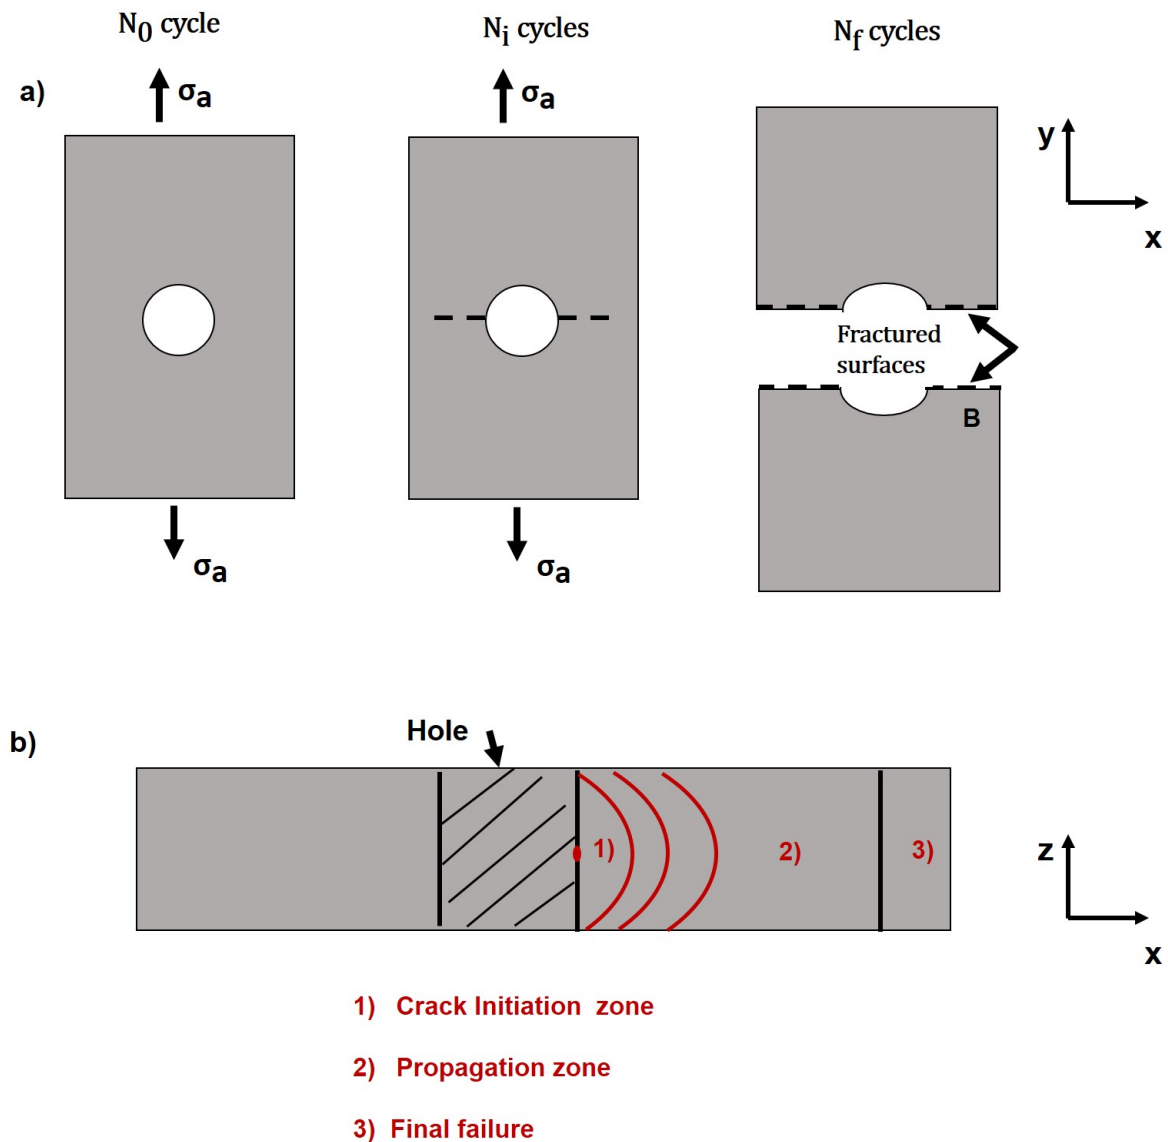 N0 cycle
Ni cycles
Nf cycles
a)
σa
σa
y
x
Fractured
surfaces
B
σa
σa
b)
Hole
1)
2)
3)
z
x
1) Crack Initiation zone
2) Propagation zone
3) Final failure